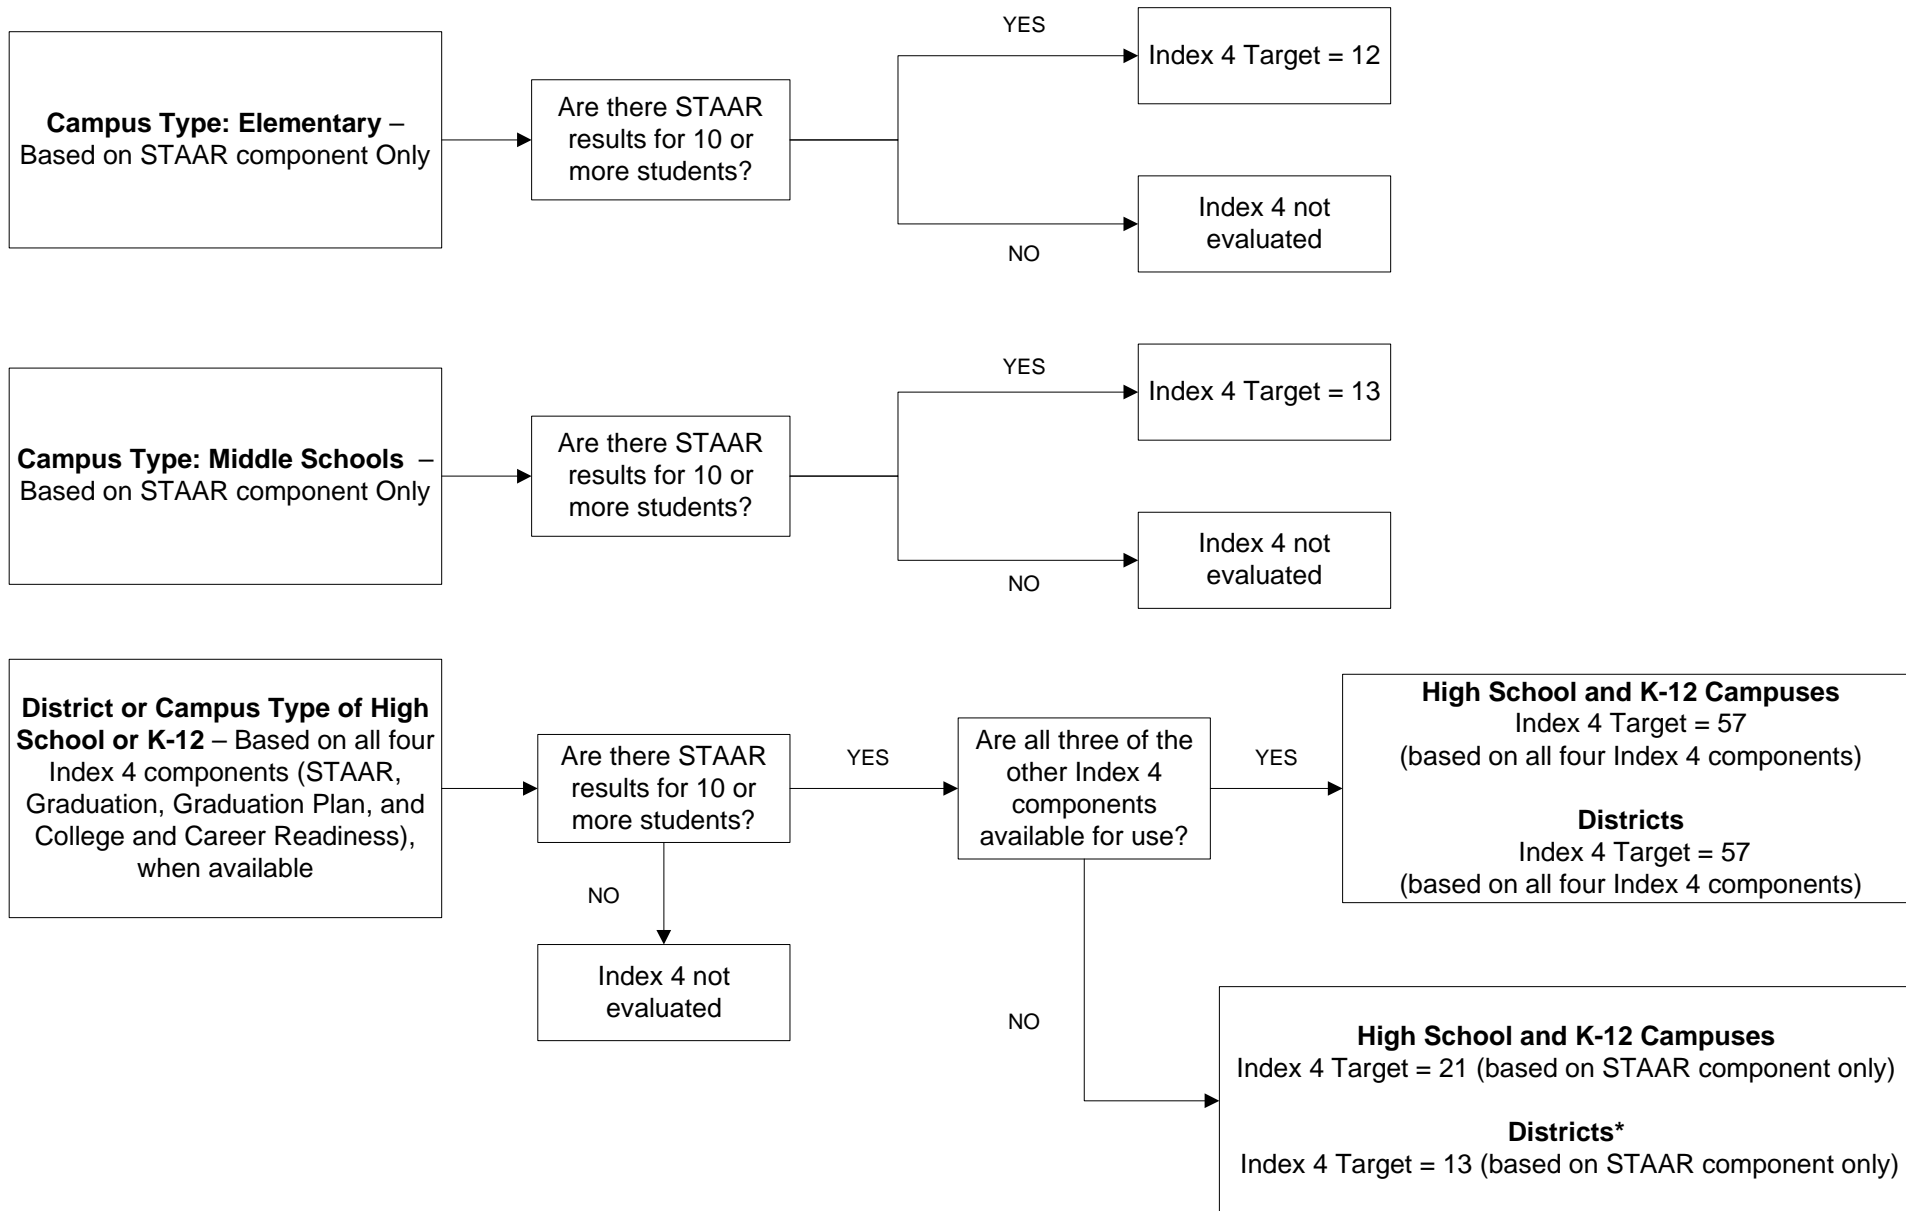 Campus Type: Elementary –
Based on STAAR component Only
Are there STAAR
results for 10 or
more students?
YES
Index 4 Target = 12
NO
Index 4 not
evaluated
Campus Type: Middle Schools –
Based on STAAR component Only
Are there STAAR
results for 10 or
more students?
YES
Index 4 Target = 13
NO
Index 4 not
evaluated
District or Campus Type of High
School or K-12 – Based on all four
Index 4 components (STAAR,
Graduation, Graduation Plan, and
College and Career Readiness),
when available
Are there STAAR
results for 10 or
more students?
NO
Index 4 not
evaluated
YES
Are all three of the
other Index 4
components
available for use?
YES
High School and K-12 Campuses
Index 4 Target = 57
(based on all four Index 4 components)
Districts
Index 4 Target = 57
(based on all four Index 4 components)
NO
High School and K-12 Campuses
Index 4 Target = 21 (based on STAAR component only)
Districts*
Index 4 Target = 13 (based on STAAR component only)